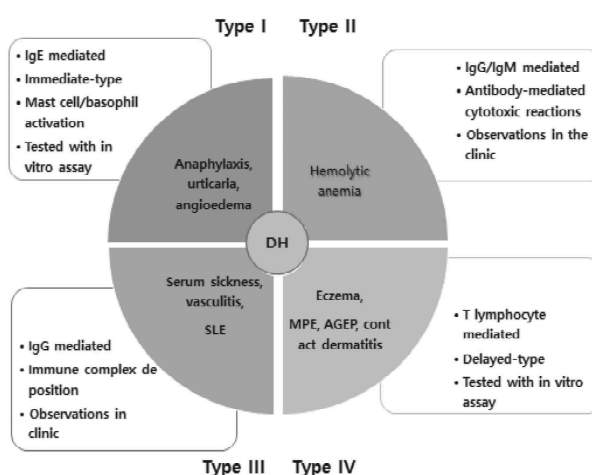 Type I
Type II
• IgE mediated
• Immediate-type
• Mast cell/basophil
activation
• Tested with in
vitro assay
• IgG/IgM mediated
• Antibody-mediated
cytotoxic reactions
• Observations in the
clinic
Anaphylaxis,
urticaria,
angioedema
Hemolytic
anemia
DH
Serum sickness,
vasculitis,
SLE
Eczema,
MPE, AGEP, cont
act dermatitis
• IgG mediated
• Immune complex de
position
• Observations in
clinic
• T lymphocyte
mediated
• Delayed-type
• Tested with in vitro
assay
Type III
Type IV